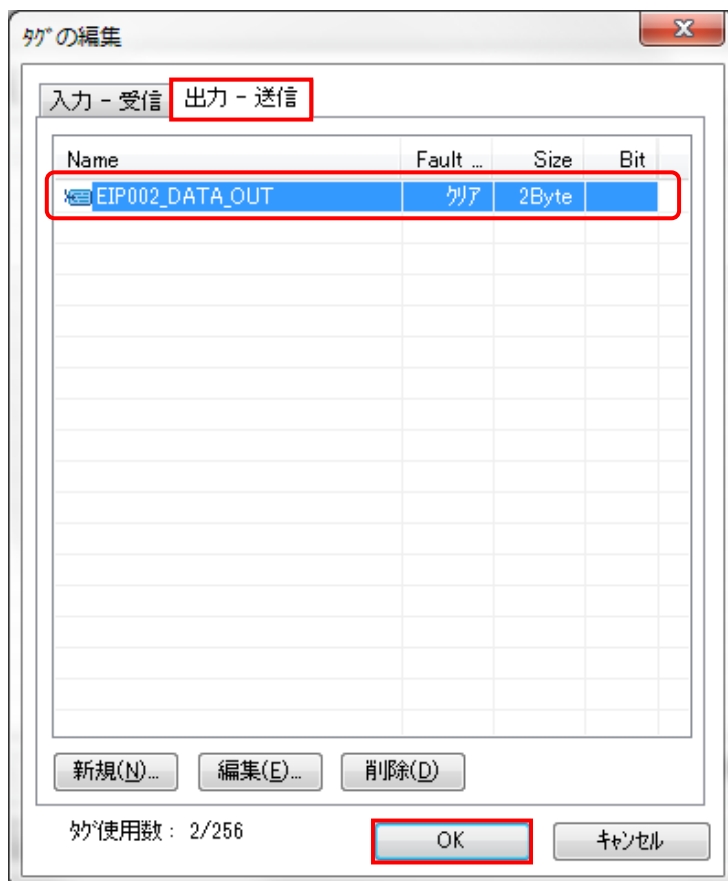 ﾀｸﾞの編集
入力 - 受信 出力 - 送信
Name Fault ... Size Bit
EIP002_DATA_OUT ｸﾘｱ 2Byte
新規(N)... 編集(E)... 削除(D)
ﾀｸﾞ使用数 : 2/256 OK ｷｬﾝｾﾙ